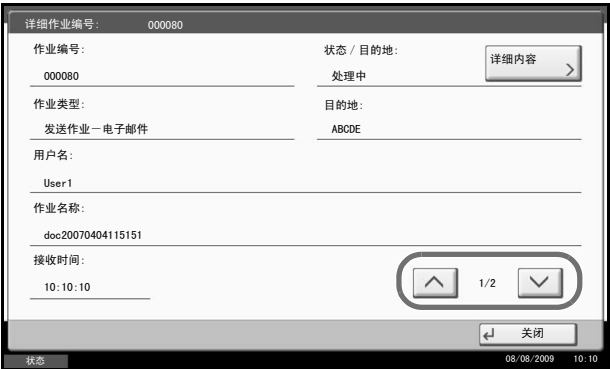 详细作业编号: 000080
作业编号: 状态 / 目的地:
详细内容
000080 处理中
作业类型: 目的地:
发送作业－电子邮件 ABCDE
用户名:
User1
作业名称:
doc20070404115151
接收时间:
10:10:10 1/2
关闭
状态 08/08/2009 10:10